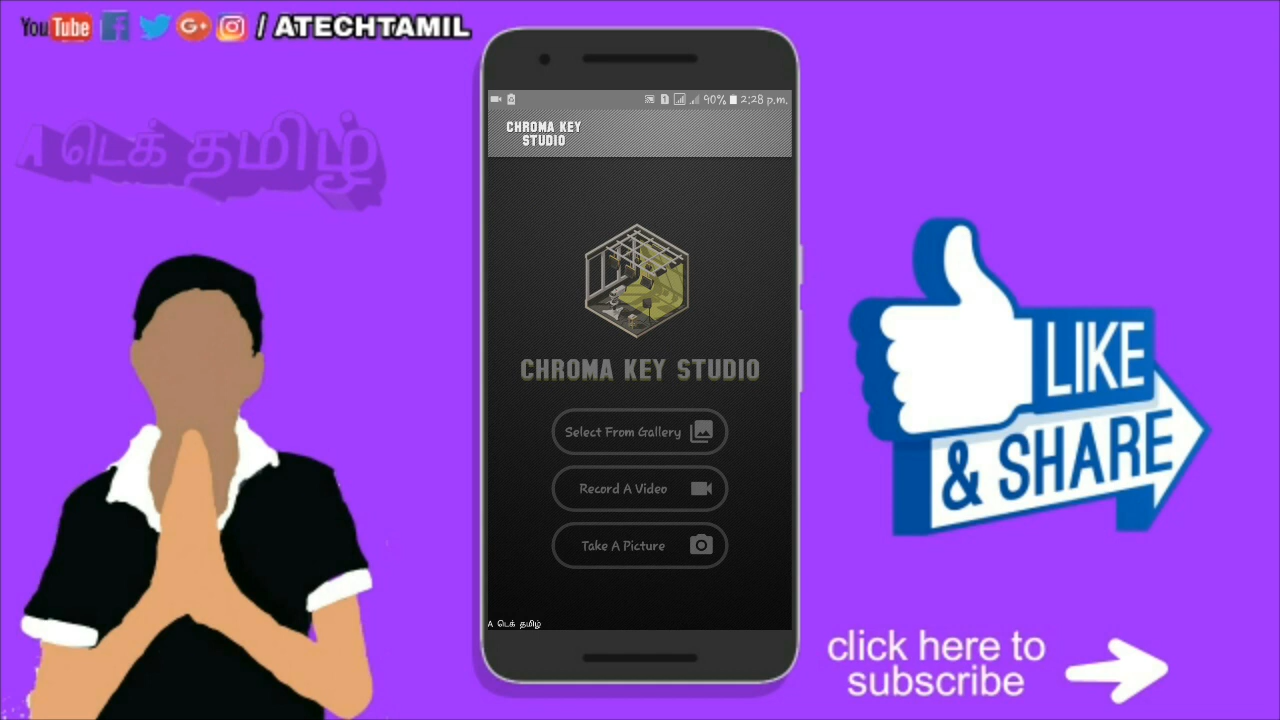 YouTube / ATECHTAMIL
A டெக் தமிழ்
90% 2:28 p.m.
CHROMA KEY
STUDIO
CHROMA KEY STUDIO
Select From Gallery
Record A Video
Take A Picture
A டெக் தமிழ்
LIKE
& SHARE
click here to
subscribe